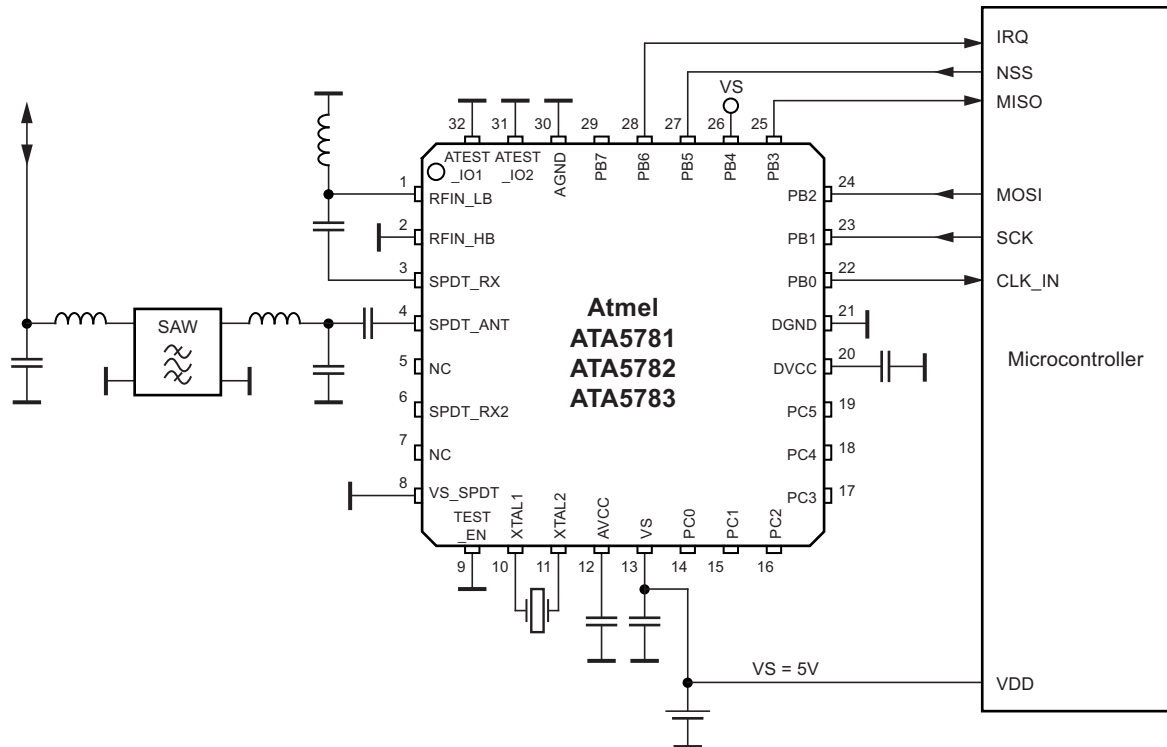 IRQ
NSS
MISO
MOSI
SCK
CLK_IN
Microcontroller
VDD
VS
32
31
30
29
28
27
26
25
ATEST
_IO1
ATEST
_IO2
AGND
PB7
PB6
PB5
PB4
PB3
1
RFIN_LB
2
RFIN_HB
3
SPDT_RX
4
SPDT_ANT
5
NC
6
SPDT_RX2
7
NC
8
VS_SPDT
SAW
Atmel
ATA5781
ATA5782
ATA5783
PB2
24
PB1
23
PB0
22
DGND
21
DVCC
20
PC5
19
PC4
18
PC3
17
TEST
_EN
XTAL1
XTAL2
AVCC
VS
PC0
PC1
PC2
9
10
11
12
13
14
15
16
VS = 5V